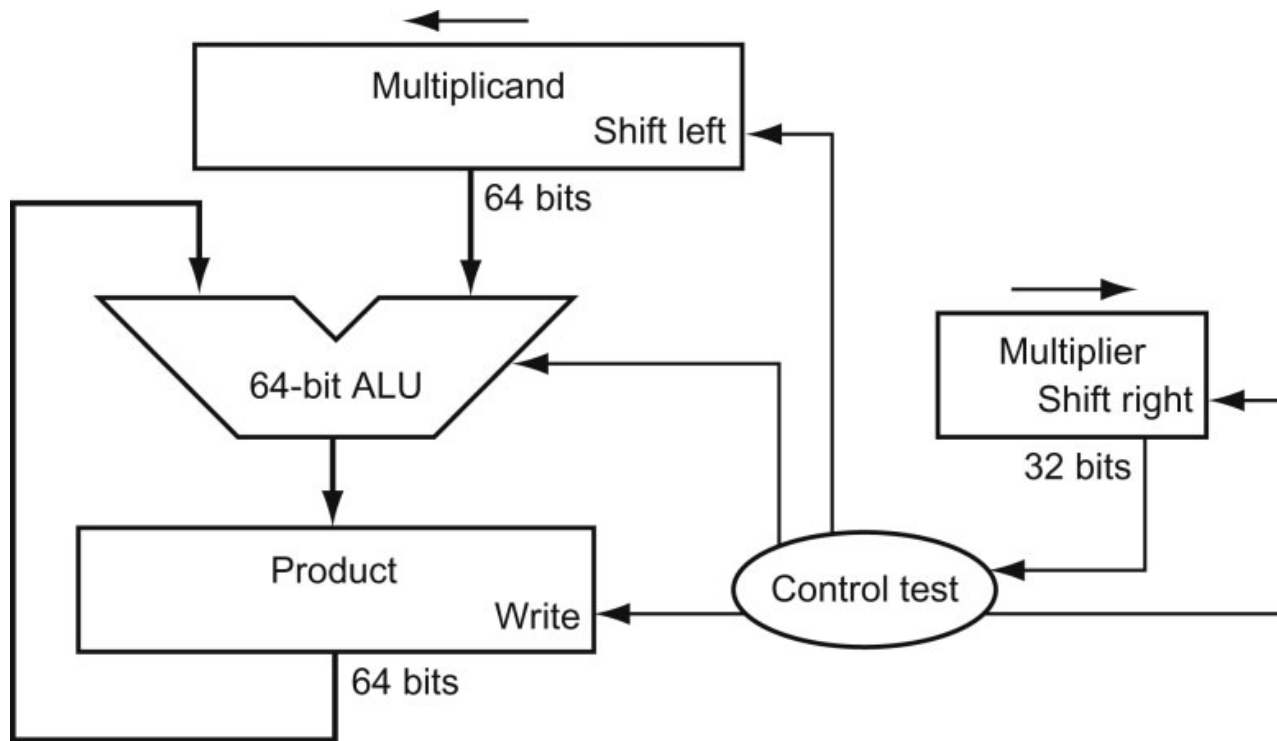 Multiplicand
Shift left
64 bits
64-bit ALU
Multiplier
Shift right
32 bits
Product
Write
Control test
64 bits